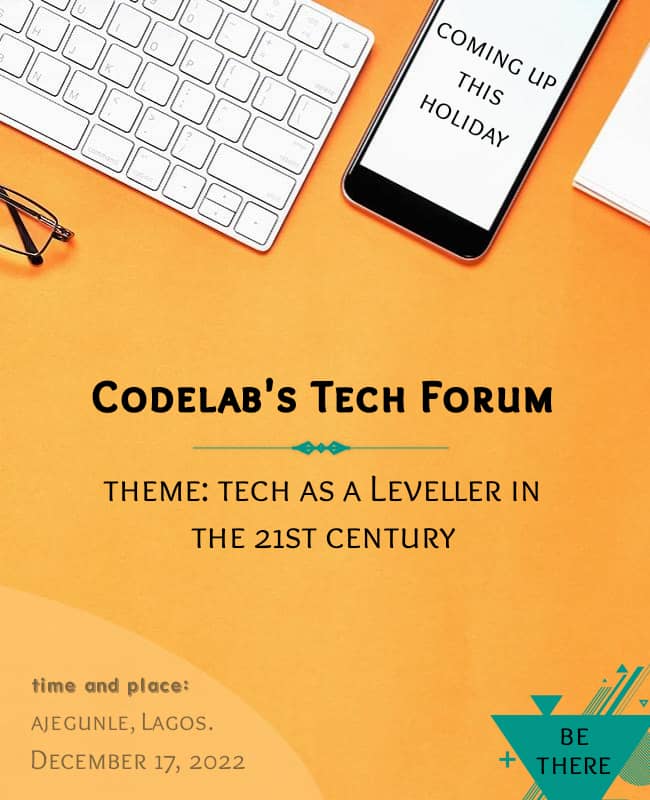 COMING UP
THIS
HOLIDAY
Codelab's Tech Forum
theme: tech as a Leveller in
the 21st century
time and place:
ajegunle, Lagos.
December 17, 2022
BE
THERE